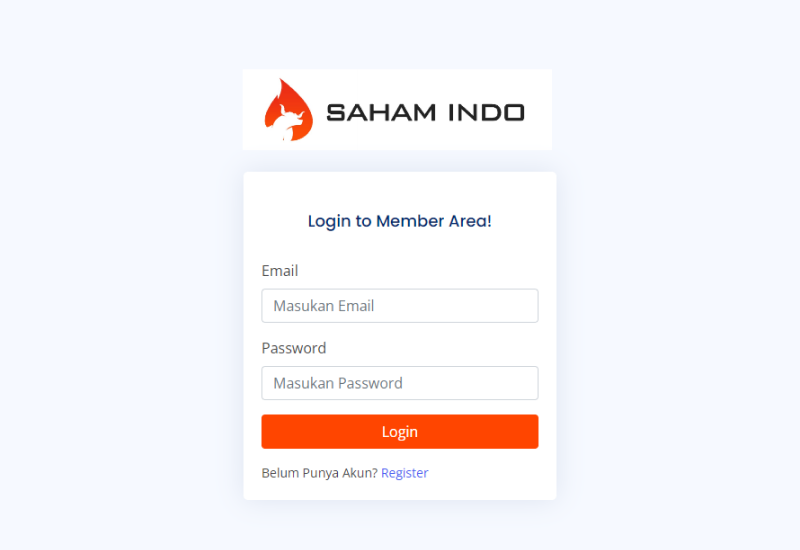 SAHAM INDO
Login to Member Area!
Email
Masukan Email
Password
Masukan Password
Login
Belum Punya Akun? Register